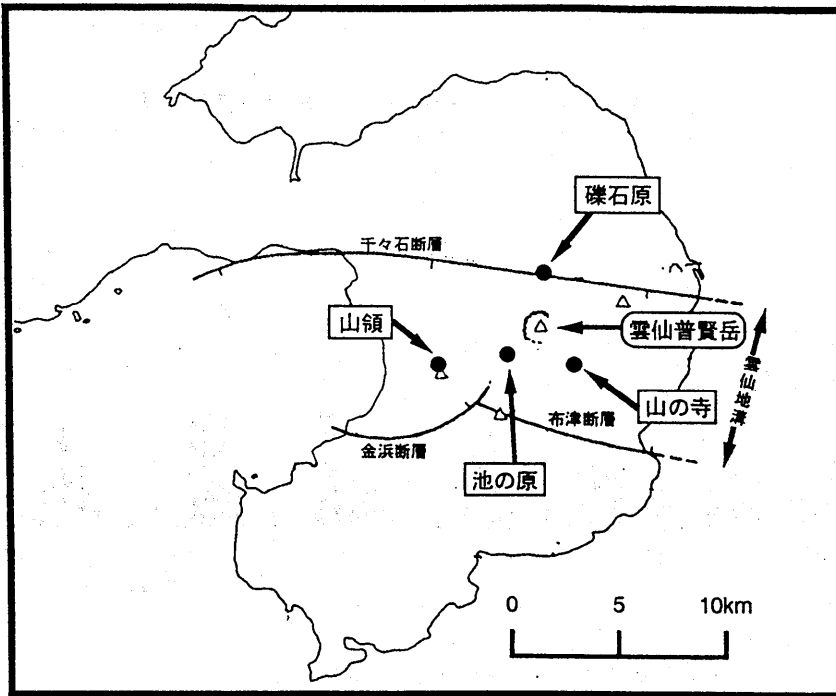 礫石原
千々石断層
山領
雲仙普賢岳
雲仙地溝
山の寺
布津断層
金浜断層
池の原
0 5 10km